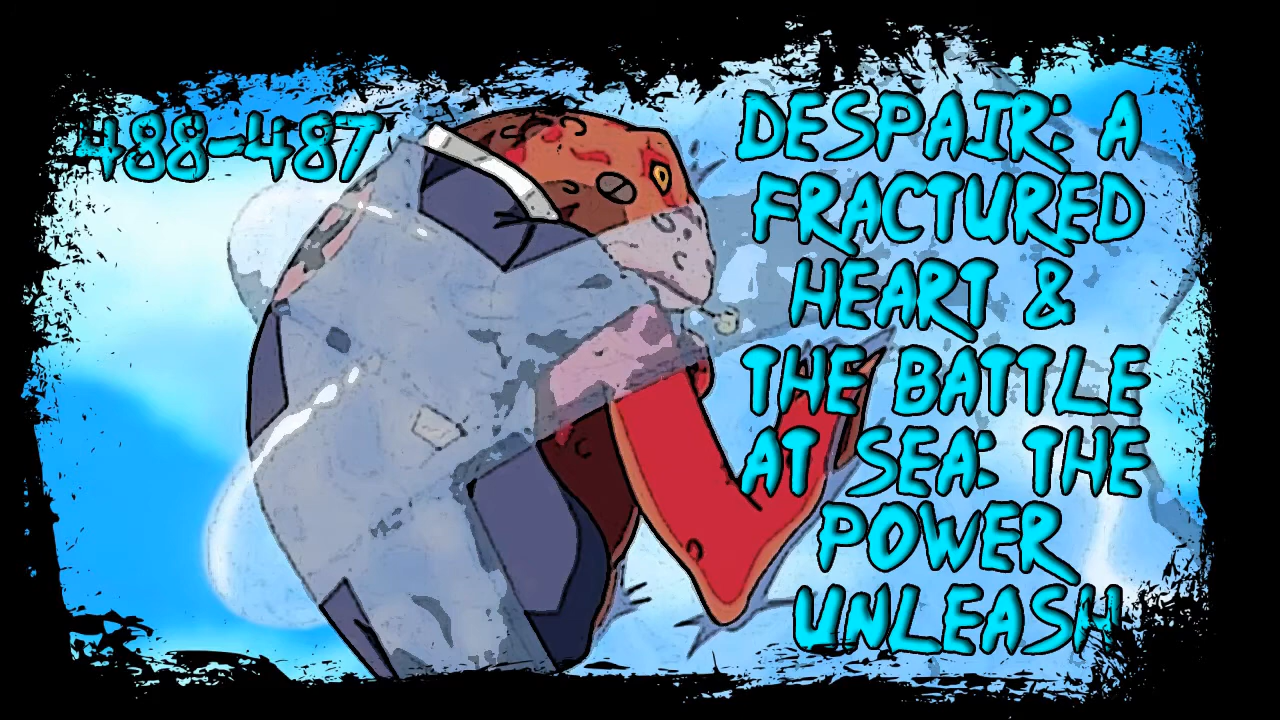 488-487
DESPAIR: A
FRACTURED
HEART &
THE BATTLE
AT SEA: THE
POWER
UNLEASH